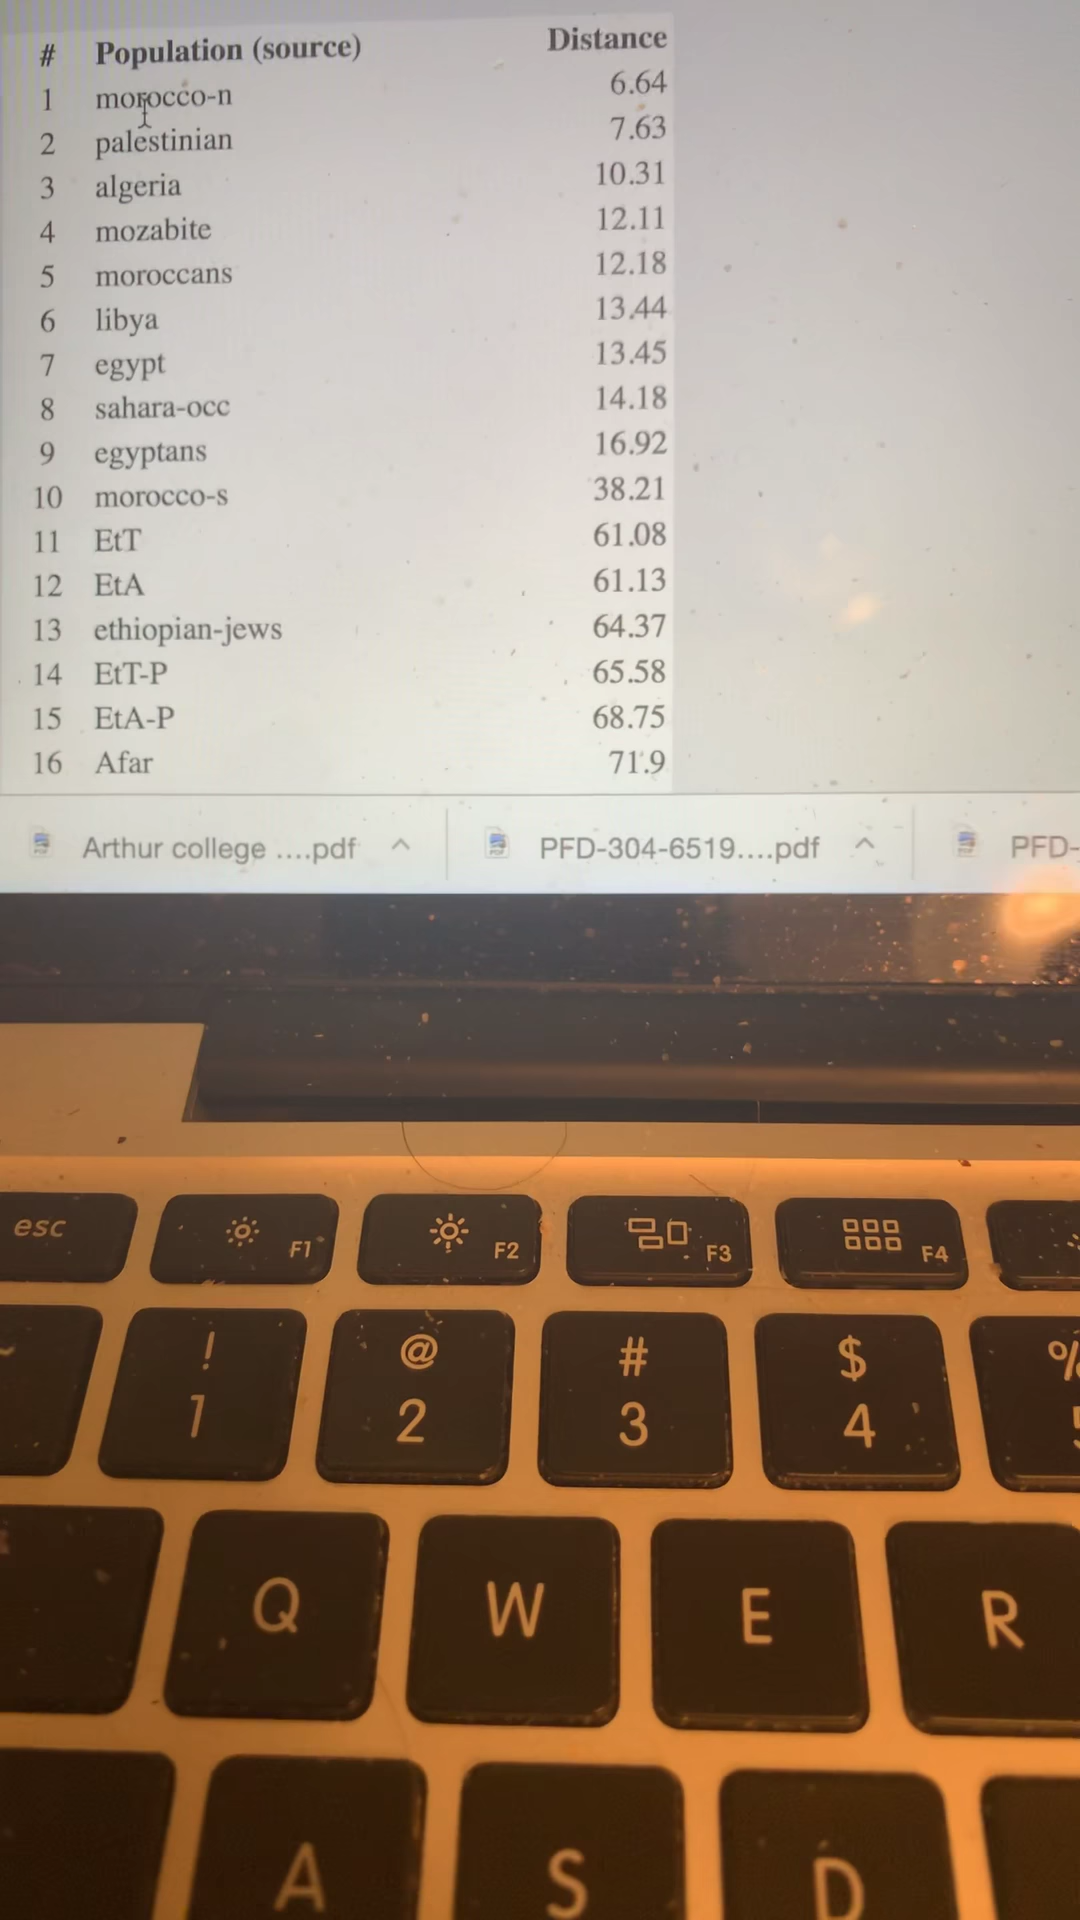 # Population (source) Distance
1 morocco-n 6.64
2 palestinian 7.63
3 algeria 10.31
4 mozabite 12.11
5 moroccans 12.18
6 libya 13.44
7 egypt 13.45
8 sahara-occ 14.18
9 egyptans 16.92
10 morocco-s 38.21
11 EtT 61.08
12 EtA 61.13
13 ethiopian-jews 64.37
14 EtT-P 65.58
15 EtA-P 68.75
16 Afar 71.9
Arthur college ....pdf PFD-304-6519....pdf PFD-
esc F1 F2 F3 F4
! @ # $ %
1 2 3 4
Q W E R
A S D